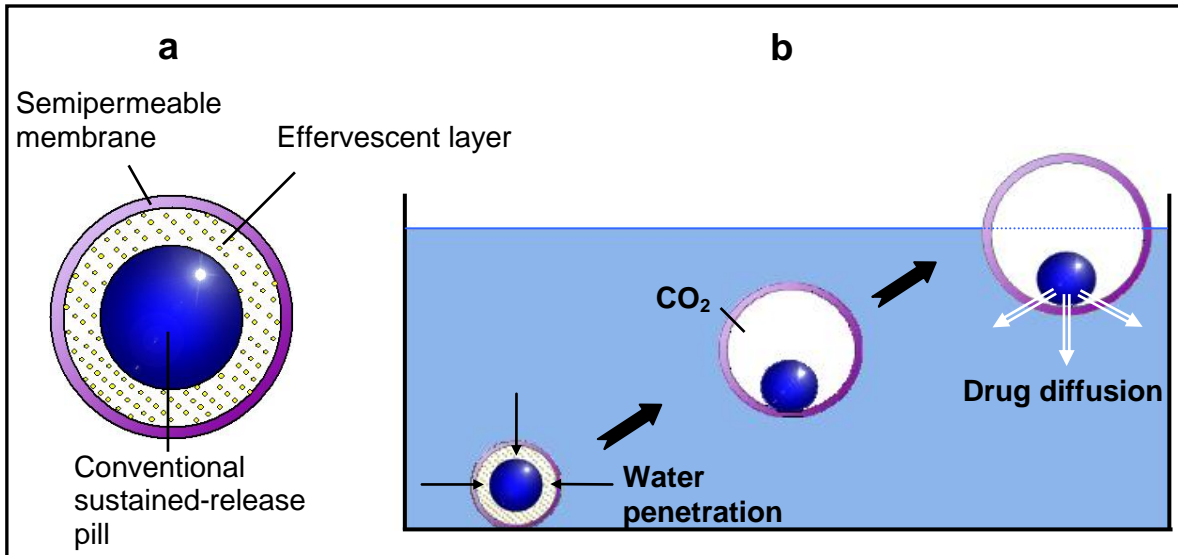 a
Semipermeable
membrane
Effervescent layer
Conventional
sustained-release
pill
b
CO₂
Water
penetration
Drug diffusion